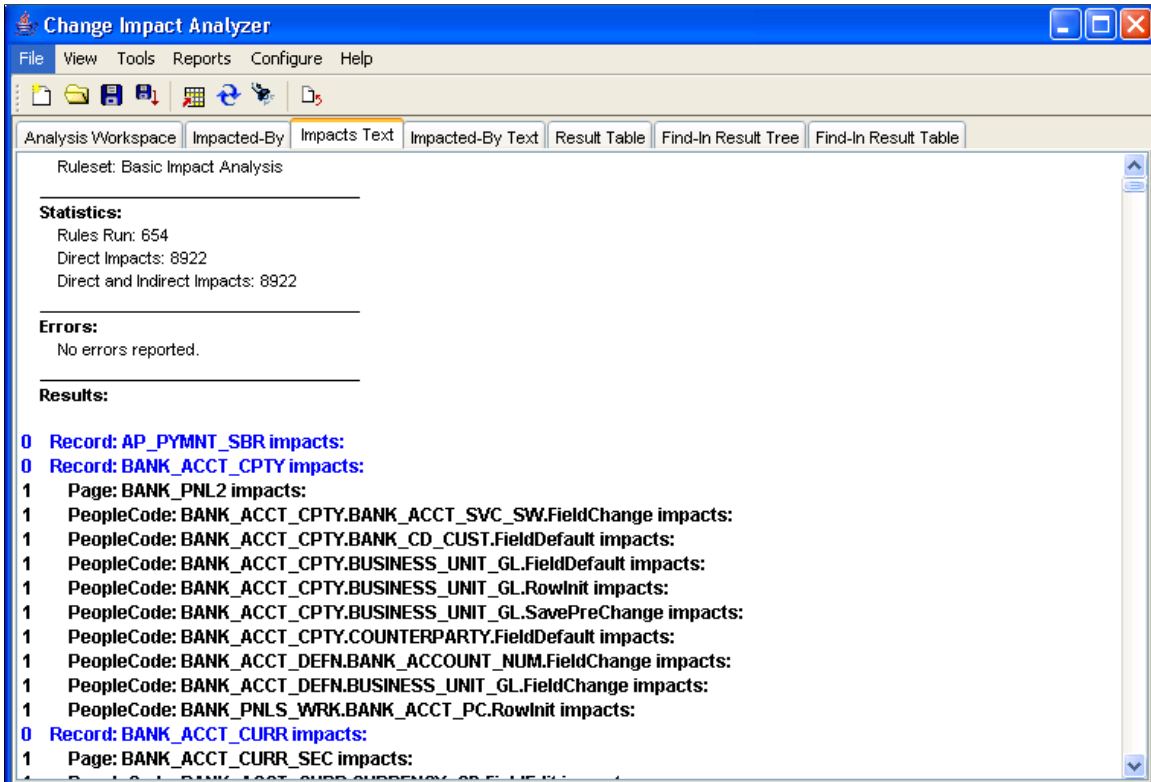 Change Impact Analyzer
File View Tools Reports Configure Help
Analysis Workspace Impacted-By Impacts Text Impacted-By Text Result Table Find-In Result Tree Find-In Result Table
Ruleset: Basic Impact Analysis
Statistics:
Rules Run: 654
Direct Impacts: 8922
Direct and Indirect Impacts: 8922
Errors:
No errors reported.
Results:
0 Record: AP_PYMNT_SBR impacts:
0 Record: BANK_ACCT_CPTY impacts:
1 Page: BANK_PNL2 impacts:
1 PeopleCode: BANK_ACCT_CPTY.BANK_ACCT_SVC_SW.FieldChange impacts:
1 PeopleCode: BANK_ACCT_CPTY.BANK_CD_CUST.FieldDefault impacts:
1 PeopleCode: BANK_ACCT_CPTY.BUSINESS_UNIT_GL.FieldDefault impacts:
1 PeopleCode: BANK_ACCT_CPTY.BUSINESS_UNIT_GL.RowInit impacts:
1 PeopleCode: BANK_ACCT_CPTY.BUSINESS_UNIT_GL.SavePreChange impacts:
1 PeopleCode: BANK_ACCT_CPTY.COUNTERPARTY.FieldDefault impacts:
1 PeopleCode: BANK_ACCT_DEFN.BANK_ACCOUNT_NUM.FieldChange impacts:
1 PeopleCode: BANK_ACCT_DEFN.BUSINESS_UNIT_GL.FieldChange impacts:
1 PeopleCode: BANK_PNLS_WRK.BANK_ACCT_PC.RowInit impacts:
0 Record: BANK_ACCT_CURR impacts:
1 Page: BANK_ACCT_CURR_SEC impacts: